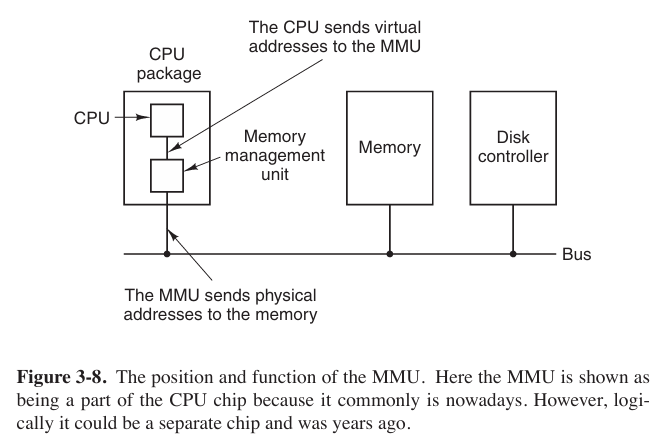 The CPU sends virtual
addresses to the MMU
CPU
package
CPU
Memory
management
unit
Memory
Disk
controller
Bus
The MMU sends physical
addresses to the memory
Figure 3-8. The position and function of the MMU. Here the MMU is shown as
being a part of the CPU chip because it commonly is nowadays. However, logi-
cally it could be a separate chip and was years ago.